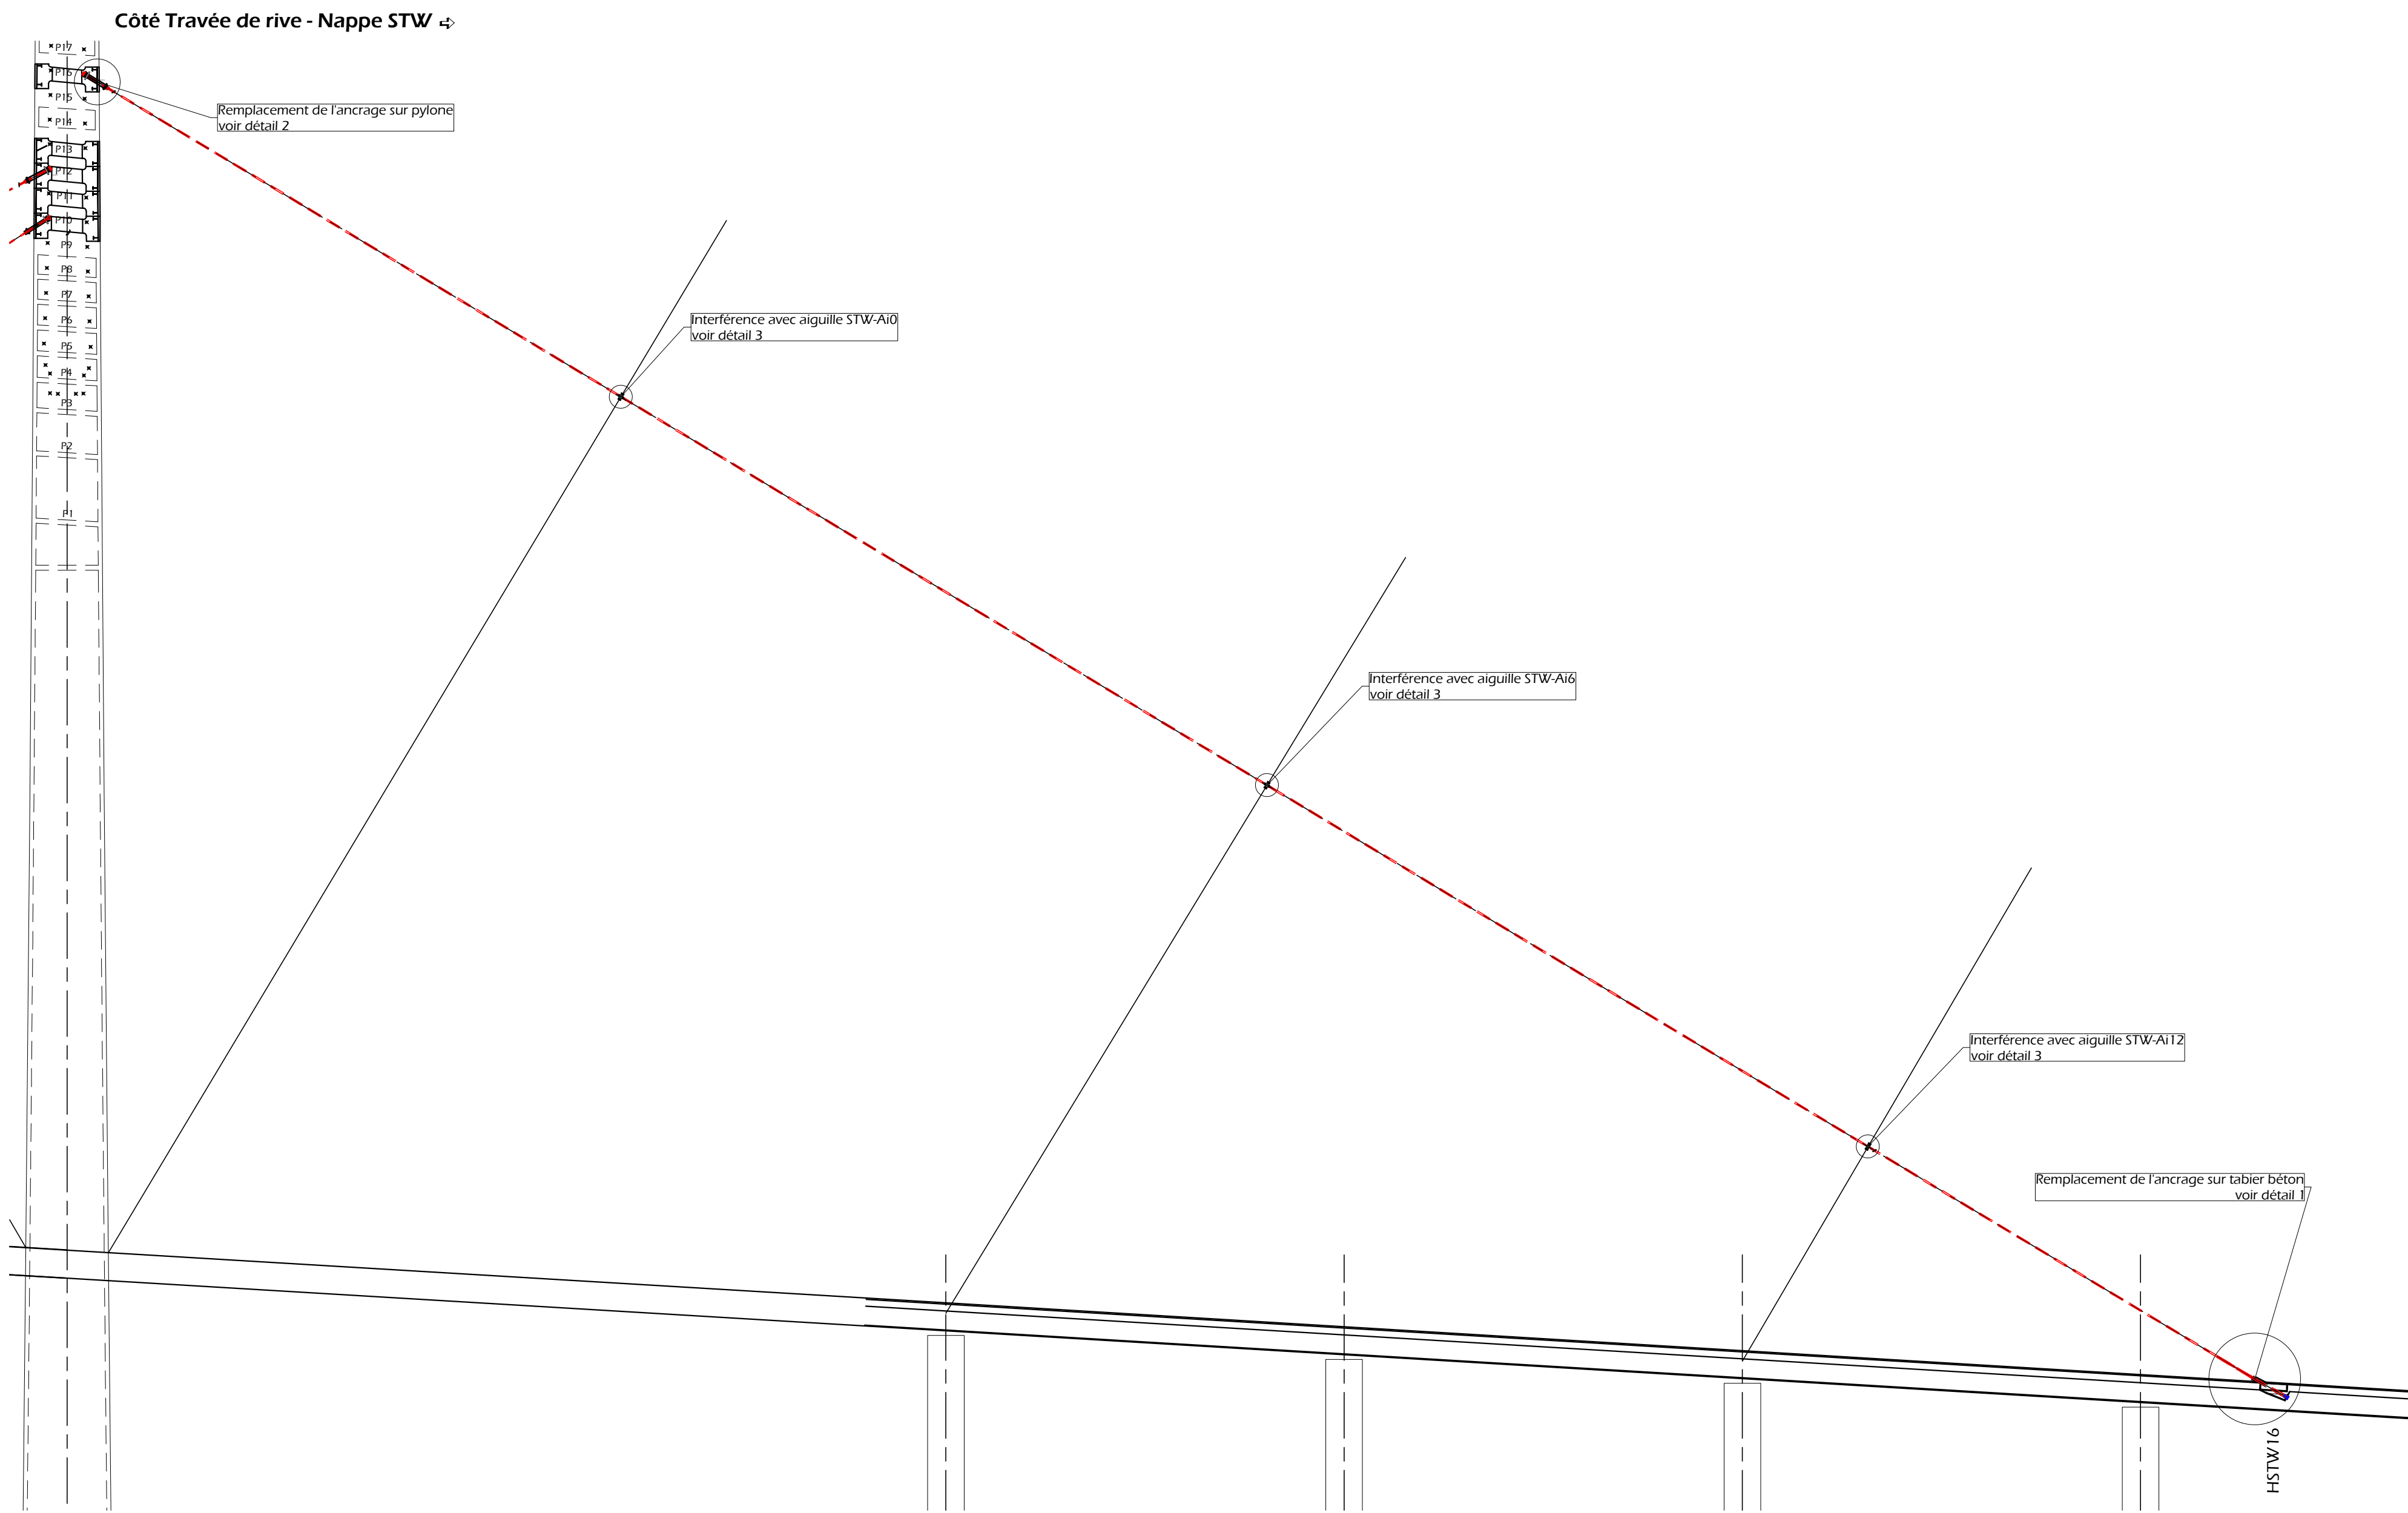 Côté Travée de rive - Nappe STW
P17
P16
P15
P14
P13
P12
P11
P10
P9
P8
P7
P6
P5
P4
P3
P2
P1
Remplacement de l'ancrage sur pylone
voir détail 2
Interférence avec aiguille STW-Ai0
voir détail 3
Interférence avec aiguille STW-Ai6
voir détail 3
Interférence avec aiguille STW-Ai12
voir détail 3
Remplacement de l'ancrage sur tabier béton
voir détail 1
HSTW16